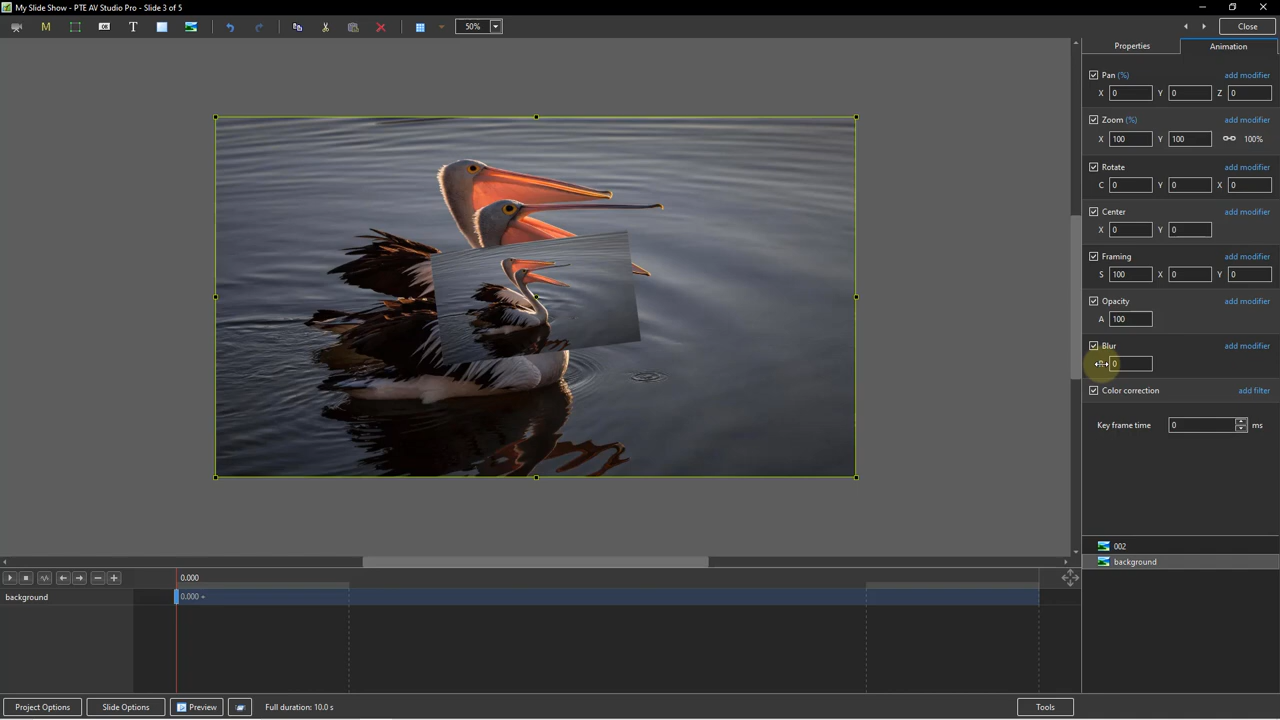 My Slide Show - PTE AV Studio Pro - Slide 3 of 5
M OK T 50% Close
Properties Animation
Pan (%) add modifier
X 0 Y 0 Z 0
Zoom (%) add modifier
X 100 Y 100 100%
Rotate add modifier
C 0 Y 0 X 0
Center add modifier
X 0 Y 0
Framing add modifier
S 100 X 0 Y 0
Opacity add modifier
A 100
Blur add modifier
0
Color correction add filter
Key frame time 0 ms
002
background
0.000
background 0.000
Project Options Slide Options Preview Full duration: 10.0 s Tools